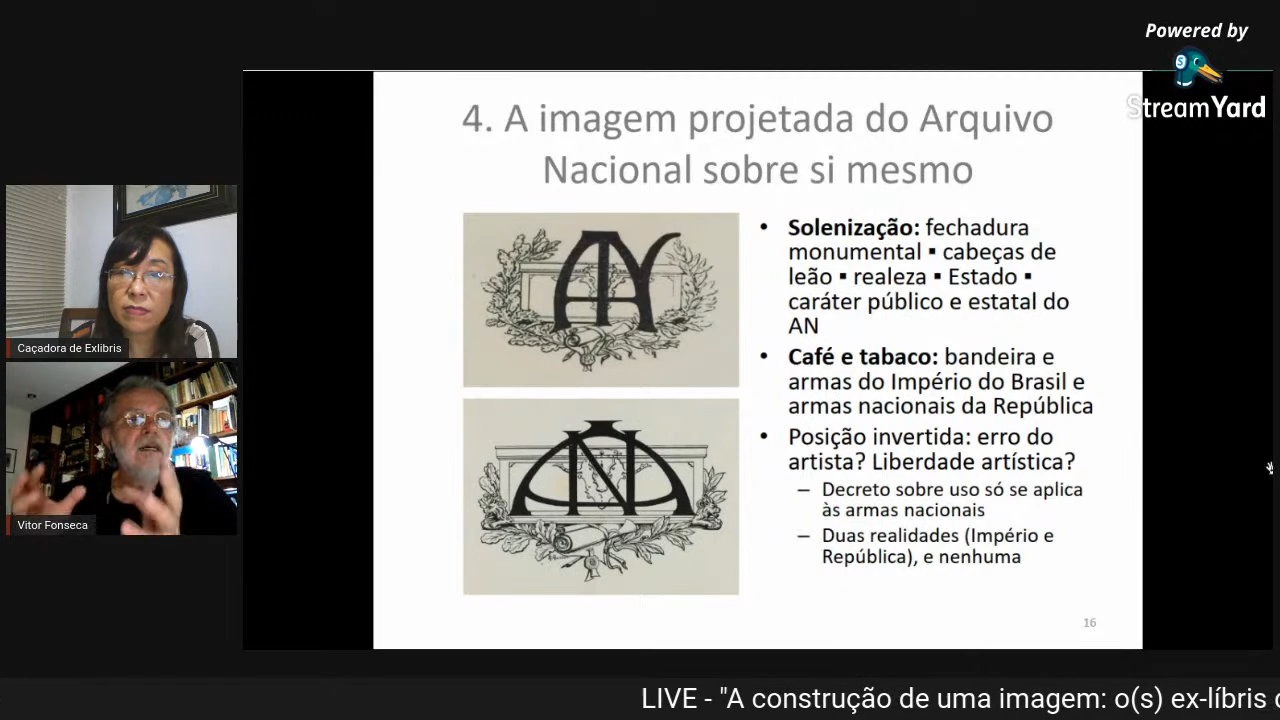 Powered by
StreamYard
4. A imagem projetada do Arquivo
Nacional sobre si mesmo
• Solenização: fechadura
monumental ▪ cabeças de
leão ▪ realeza ▪ Estado ▪
caráter público e estatal do
AN
• Café e tabaco: bandeira e
armas do Império do Brasil e
armas nacionais da República
• Posição invertida: erro do
artista? Liberdade artística?
– Decreto sobre uso só se aplica
às armas nacionais
– Duas realidades (Império e
República), e nenhuma
16
AN
AN
Caçadora de Exlibris
Vitor Fonseca
LIVE - "A construção de uma imagem: o(s) ex-líbris